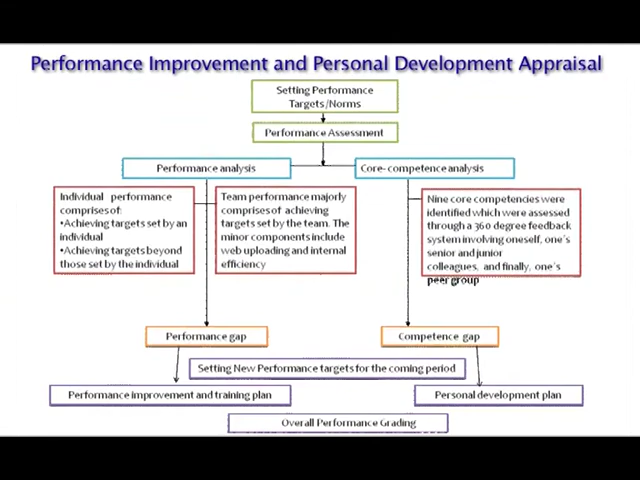 Performance Improvement and Personal Development Appraisal
Setting Performance
Targets/Norms
Performance Assessment
Performance analysis
Core-competence analysis
Individual performance
comprises of:
•Achieving targets set by an
individual
•Achieving targets beyond
those set by the individual
Team performance majorly
comprises of achieving
targets set by the team. The
minor components include
web uploading and internal
efficiency
Nine core competencies were
identified which were assessed
through a 360 degree feedback
system involving oneself, one's
senior and junior
colleagues, and finally, one's
peer group
Performance gap
Competence gap
Setting New Performance targets for the coming period
Performance improvement and training plan
Personal development plan
Overall Performance Grading